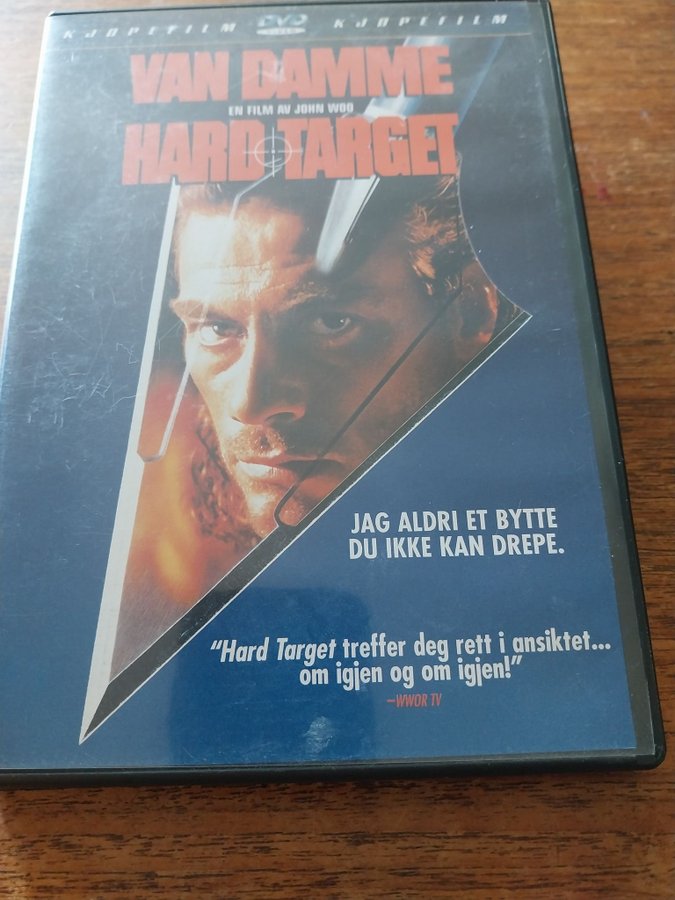 KJØPEFILM DVD VIDEO KJØPEFILM
VAN DAMME
EN FILM AV JOHN WOO
HARD TARGET
JAG ALDRI ET BYTTE
DU IKKE KAN DREPE.
“Hard Target treffer deg rett i ansiktet...
om igjen og om igjen!”
–WWOR TV